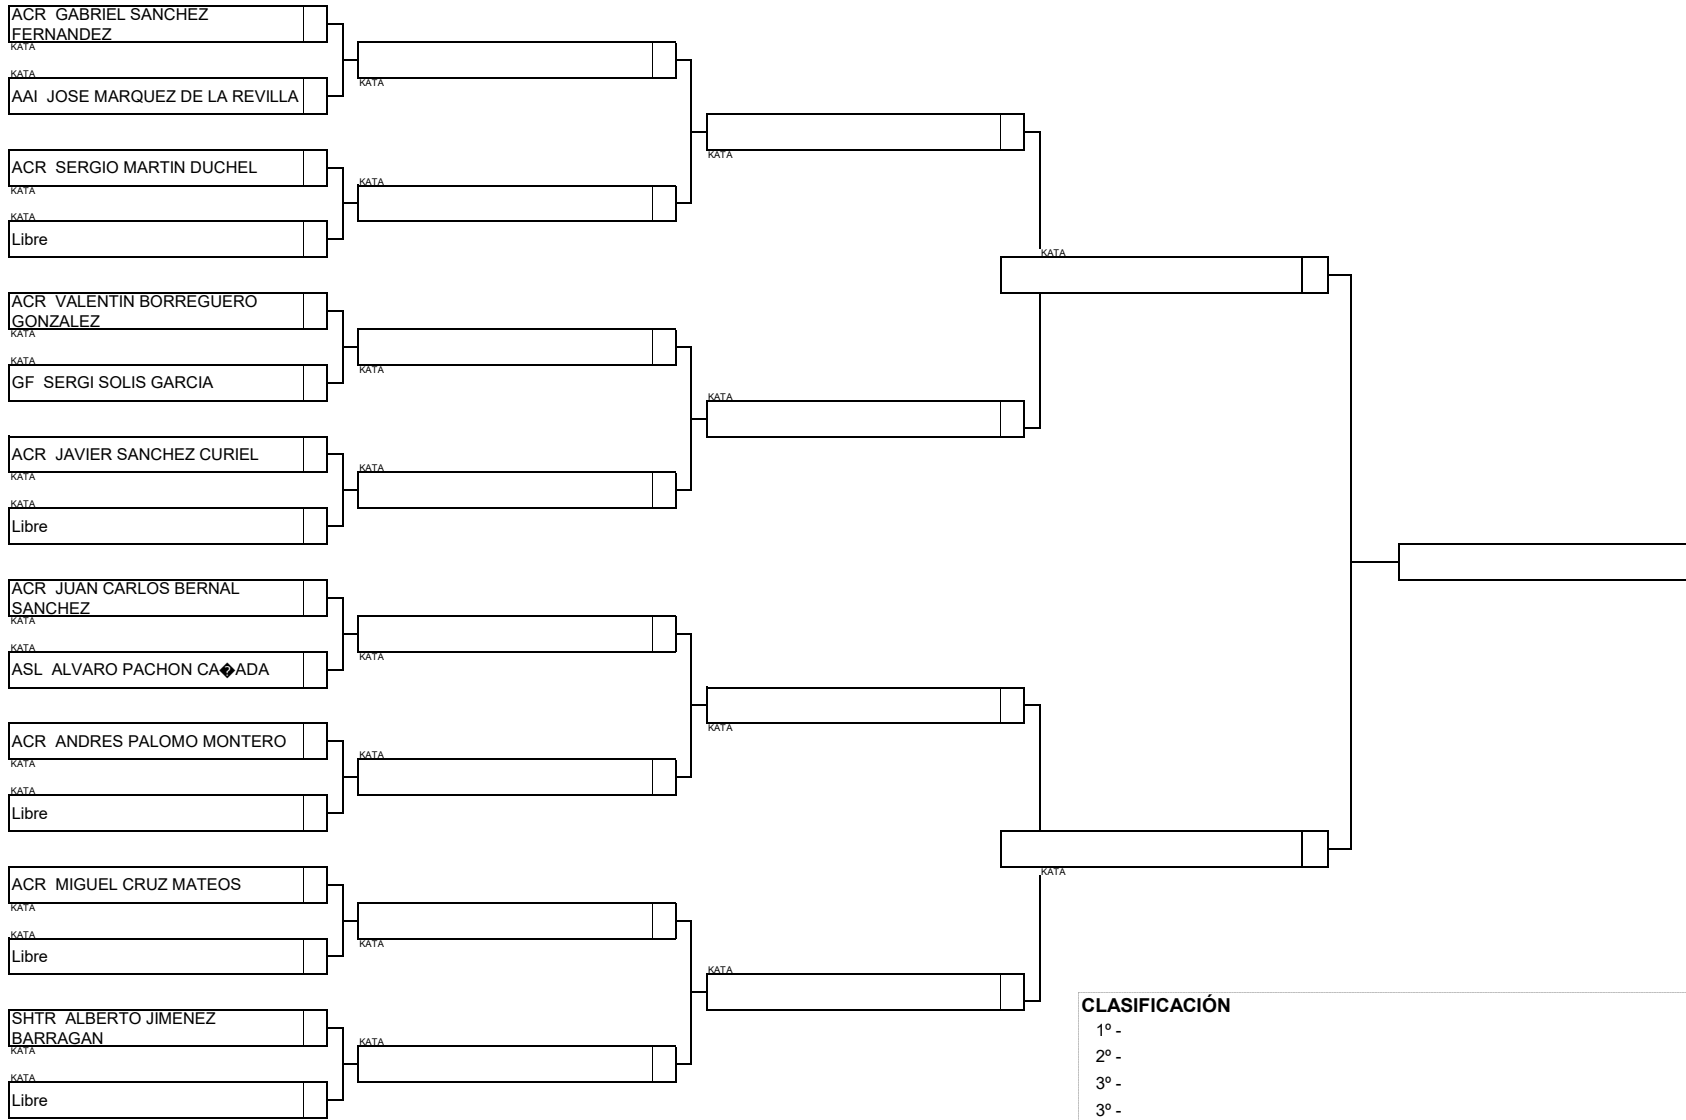 ACR GABRIEL SANCHEZ
FERNANDEZ
KATA
KATA
AAI JOSE MARQUEZ DE LA REVILLA
ACR SERGIO MARTIN DUCHEL
KATA
KATA
Libre
ACR VALENTIN BORREGUERO
GONZALEZ
KATA
KATA
GF SERGI SOLIS GARCIA
ACR JAVIER SANCHEZ CURIEL
KATA
KATA
Libre
ACR JUAN CARLOS BERNAL
SANCHEZ
KATA
KATA
ASL ALVARO PACHON CA�ADA
ACR ANDRES PALOMO MONTERO
KATA
KATA
Libre
ACR MIGUEL CRUZ MATEOS
KATA
KATA
Libre
SHTR ALBERTO JIMENEZ
BARRAGAN
KATA
KATA
Libre
KATA
KATA
KATA
KATA
KATA
KATA
KATA
KATA
KATA
KATA
KATA
KATA
KATA
KATA
CLASIFICACIÓN
1º -
2º -
3º -
3º -